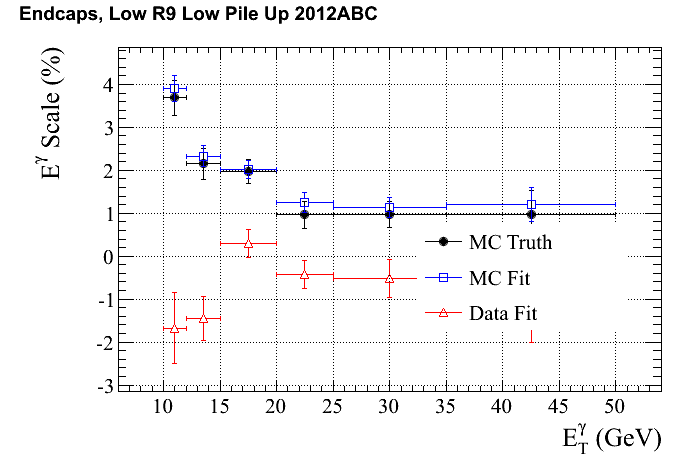 Endcaps, Low R9 Low Pile Up 2012ABC
E^γ Scale (%)
4
3
2
1
0
-1
-2
-3
MC Truth
MC Fit
Data Fit
10 15 20 25 30 35 40 45 50
E_T^γ (GeV)